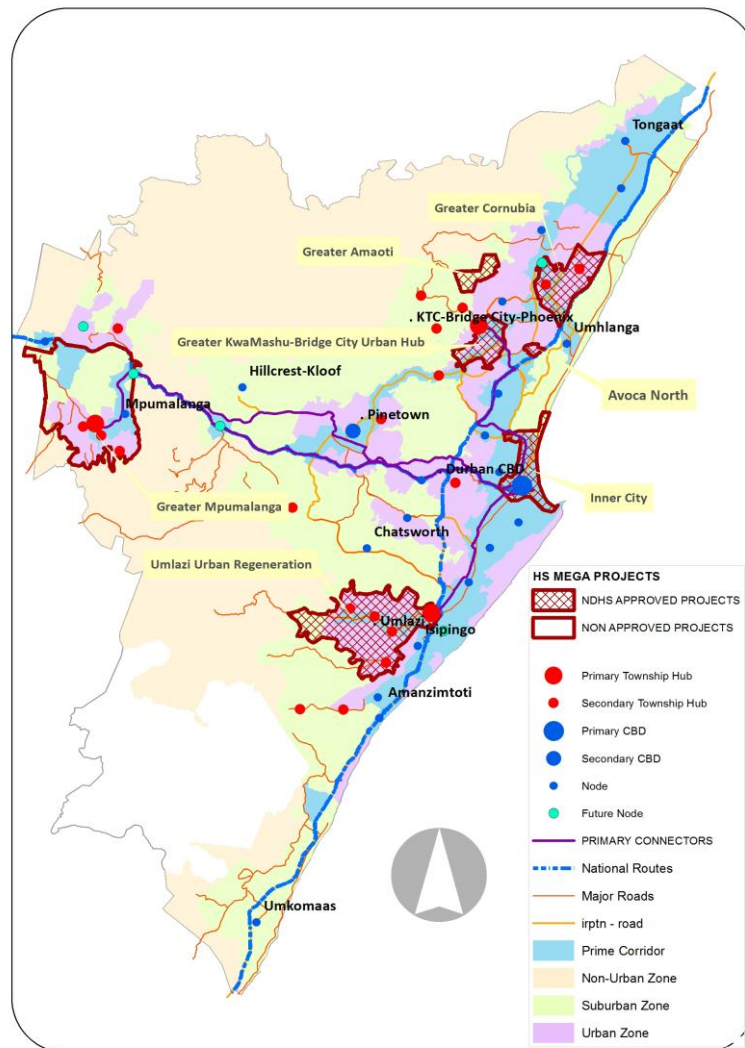 Tongaat
Greater Cornubia
Greater Amaoti
. KTC-Bridge City-Phoenix
Umhlanga
Greater KwaMashu-Bridge City Urban Hub
Hillcrest-Kloof
Avoca North
Mpumalanga
. Pinetown
Durban CBD
Inner City
Greater Mpumalanga
Chatsworth
Umlazi Urban Regeneration
. Umlazi
Isipingo
Amanzimtoti
Umkomaas
HS MEGA PROJECTS
NDHS APPROVED PROJECTS
NON APPROVED PROJECTS
Primary Township Hub
Secondary Township Hub
Primary CBD
Secondary CBD
Node
Future Node
PRIMARY CONNECTORS
National Routes
Major Roads
irptn - road
Prime Corridor
Non-Urban Zone
Suburban Zone
Urban Zone